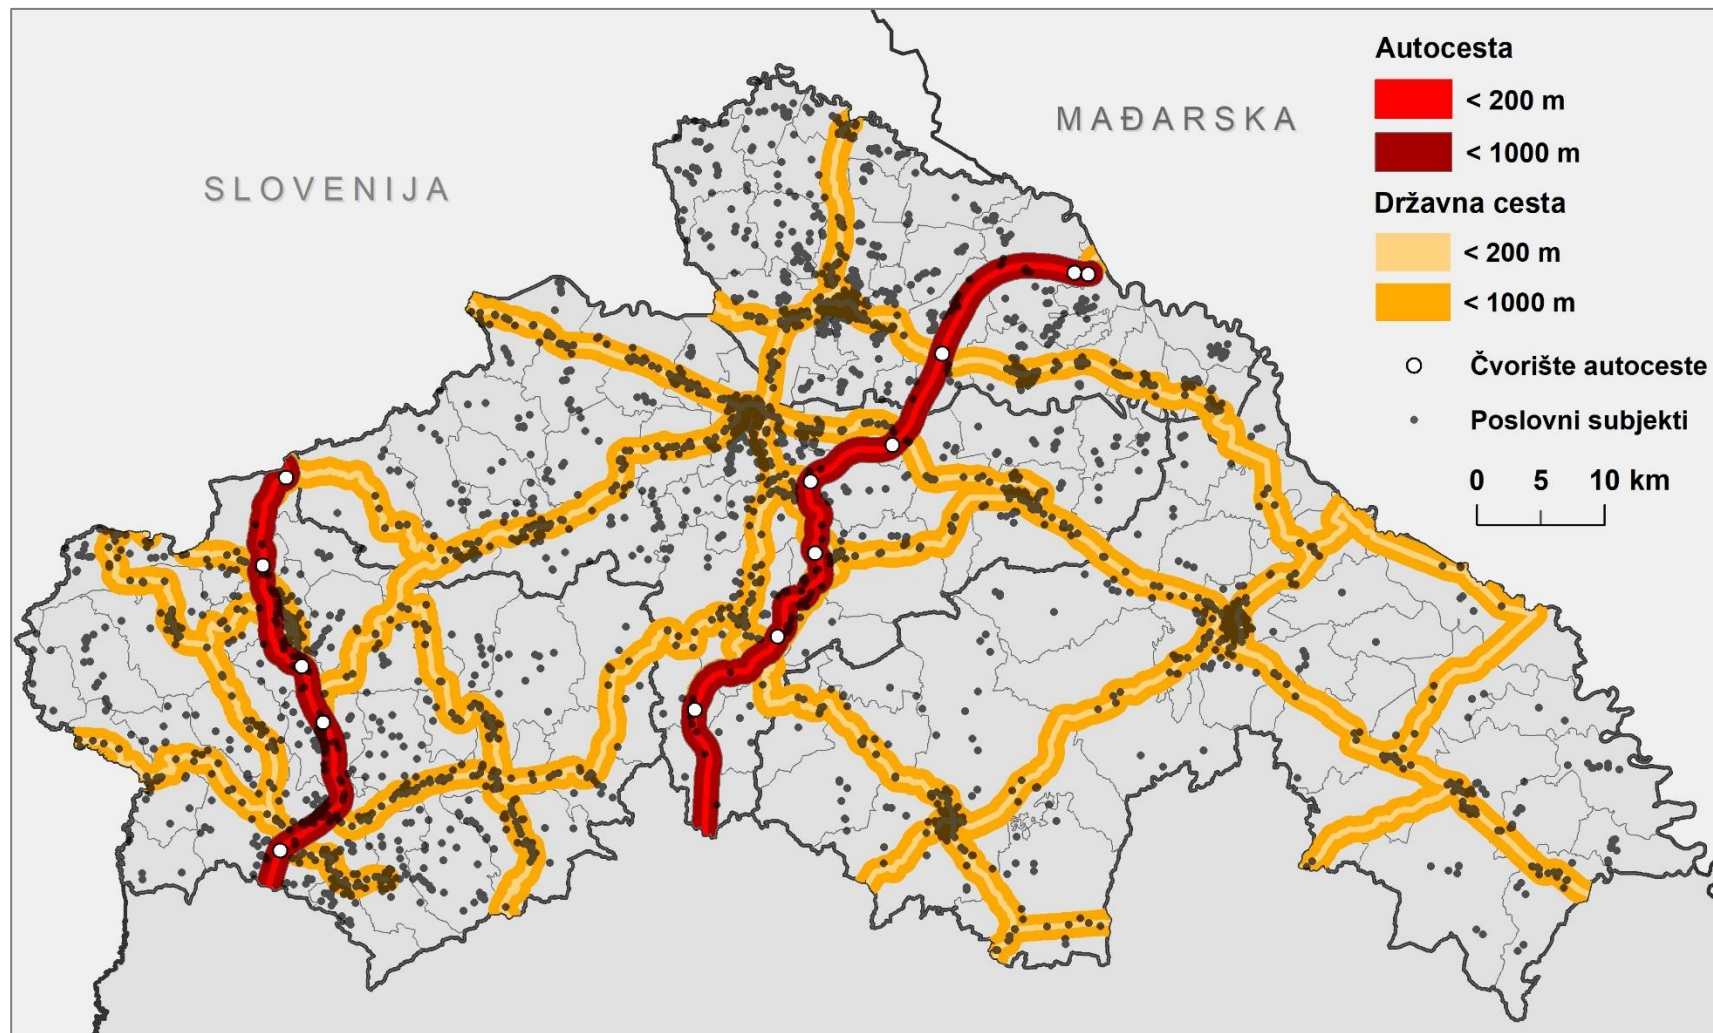 SLOVENIJA
MAĐARSKA
Autocesta
< 200 m
< 1000 m
Državna cesta
< 200 m
< 1000 m
Čvorište autoceste
Poslovni subjekti
0 5 10 km